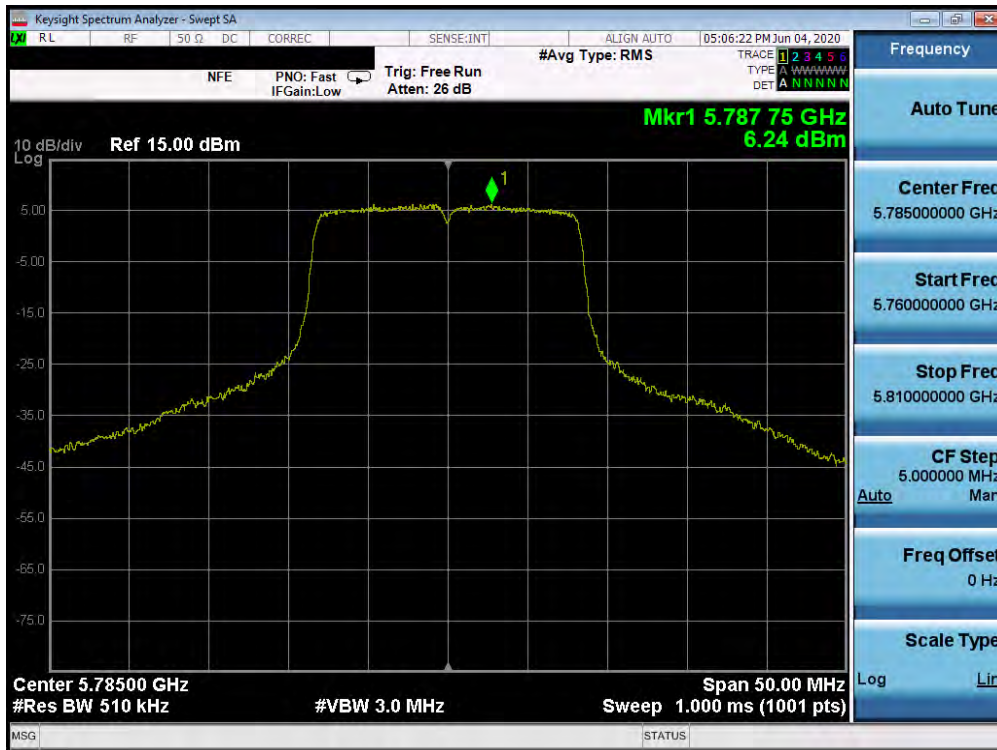 Keysight Spectrum Analyzer - Swept SA
LXI RL RF 50 Ω DC CORREC SENSE:INT ALIGN AUTO 05:06:22 PM Jun 04, 2020
Frequency
#Avg Type: RMS TRACE 1 2 3 4 5 6
NFE PNO: Fast Trig: Free Run TYPE A WWWWW
IFGain:Low Atten: 26 dB DET A N N N N N
Auto Tune
Mkr1 5.787 75 GHz
6.24 dBm
10 dB/div Ref 15.00 dBm
Log
1
5.00
-5.00
-15.0
-25.0
-35.0
-45.0
-55.0
-65.0
-75.0
Center Freq
5.785000000 GHz
Start Freq
5.760000000 GHz
Stop Freq
5.810000000 GHz
CF Step
5.000000 MHz
Auto Man
Freq Offset
0 Hz
Scale Type
Log Lin
Center 5.78500 GHz Span 50.00 MHz
#Res BW 510 kHz #VBW 3.0 MHz Sweep 1.000 ms (1001 pts)
MSG STATUS